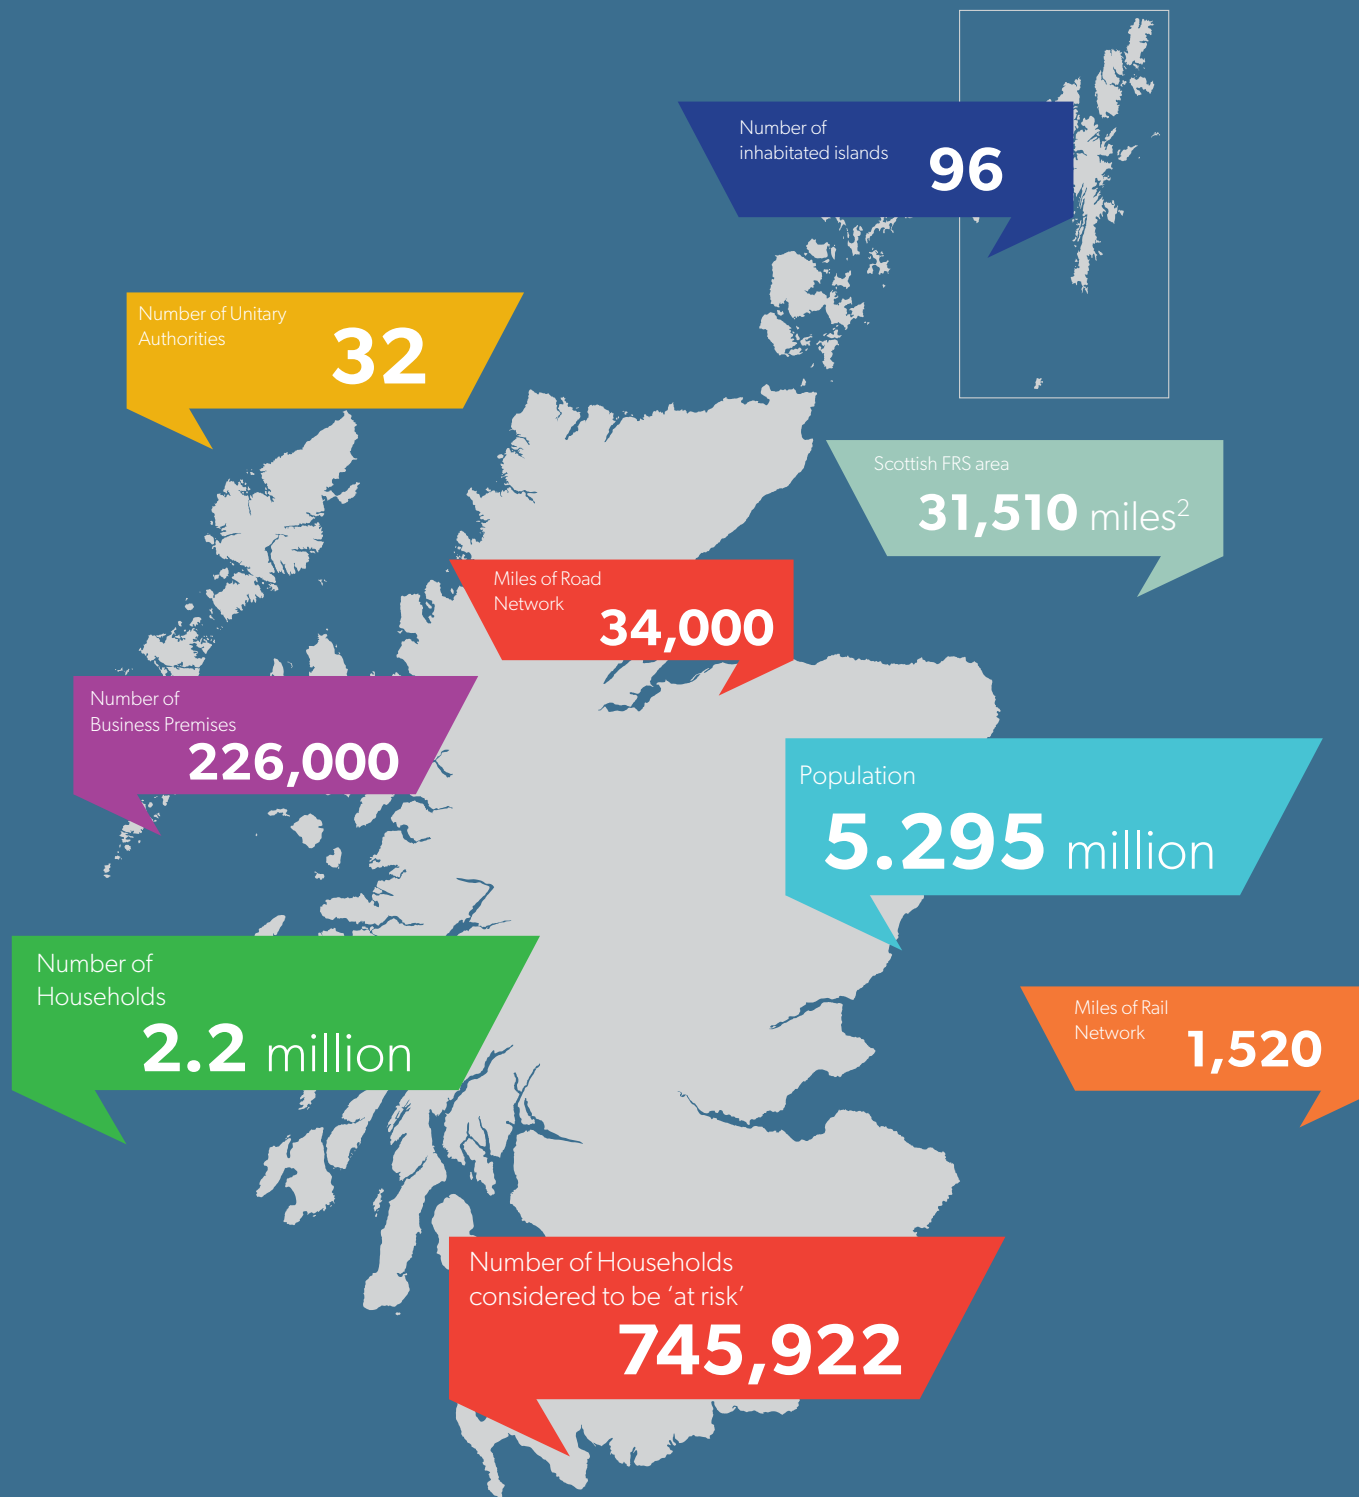 Number of
inhabitated islands
96
Number of Unitary
Authorities
32
Scottish FRS area
31,510 miles²
Miles of Road
Network
34,000
Number of
Business Premises
226,000
Population
5.295 million
Number of
Households
2.2 million
Miles of Rail
Network
1,520
Number of Households
considered to be ‘at risk’
745,922